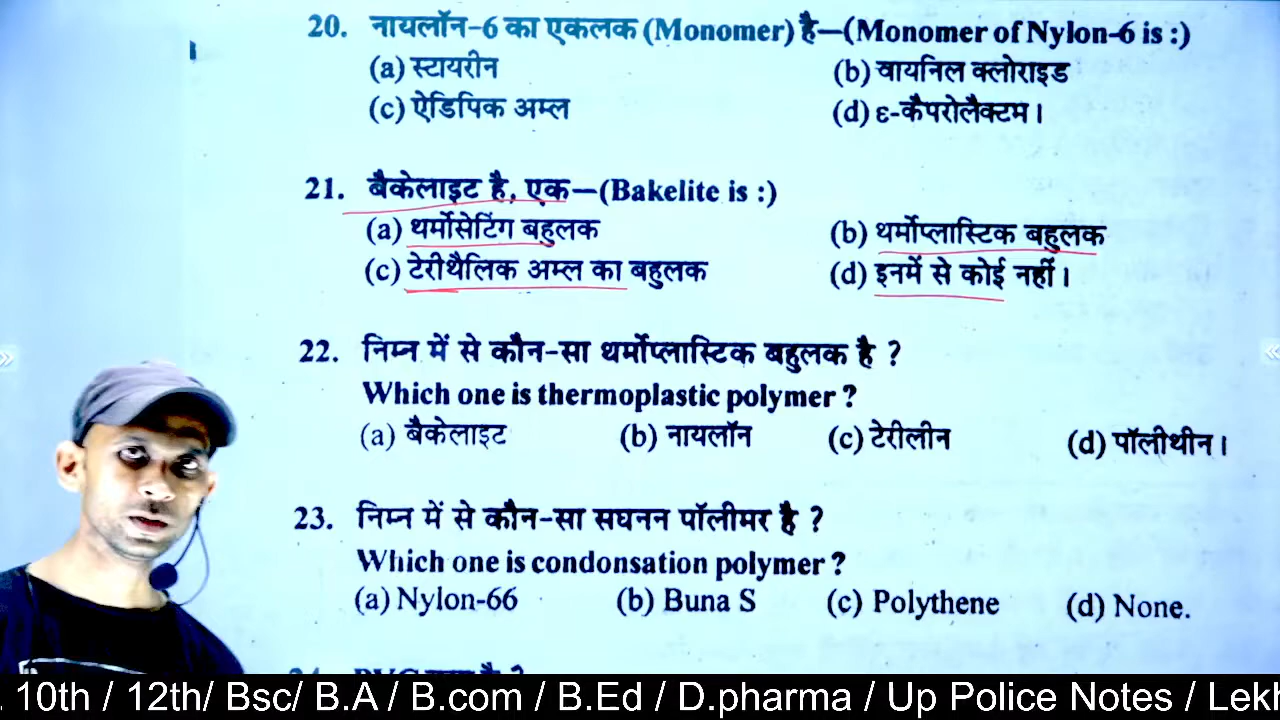 20. नायलॉन-6 का एकलक (Monomer) है—(Monomer of Nylon-6 is :)
(a) स्टायरीन (b) वायनिल क्लोराइड
(c) ऐडिपिक अम्ल (d) ε-कैपरोलैक्टम।
21. बैकेलाइट है, एक—(Bakelite is :)
(a) थर्मोसेटिंग बहुलक (b) थर्मोप्लास्टिक बहुलक
(c) टेरीथैलिक अम्ल का बहुलक (d) इनमें से कोई नहीं।
22. निम्न में से कौन-सा थर्मोप्लास्टिक बहुलक है ?
Which one is thermoplastic polymer ?
(a) बैकेलाइट (b) नायलॉन (c) टेरीलीन (d) पॉलीथीन।
23. निम्न में से कौन-सा सघनन पॉलीमर है ?
Which one is condonsation polymer ?
(a) Nylon-66 (b) Buna S (c) Polythene (d) None.
10th / 12th/ Bsc/ B.A / B.com / B.Ed / D.pharma / Up Police Notes / Lekh